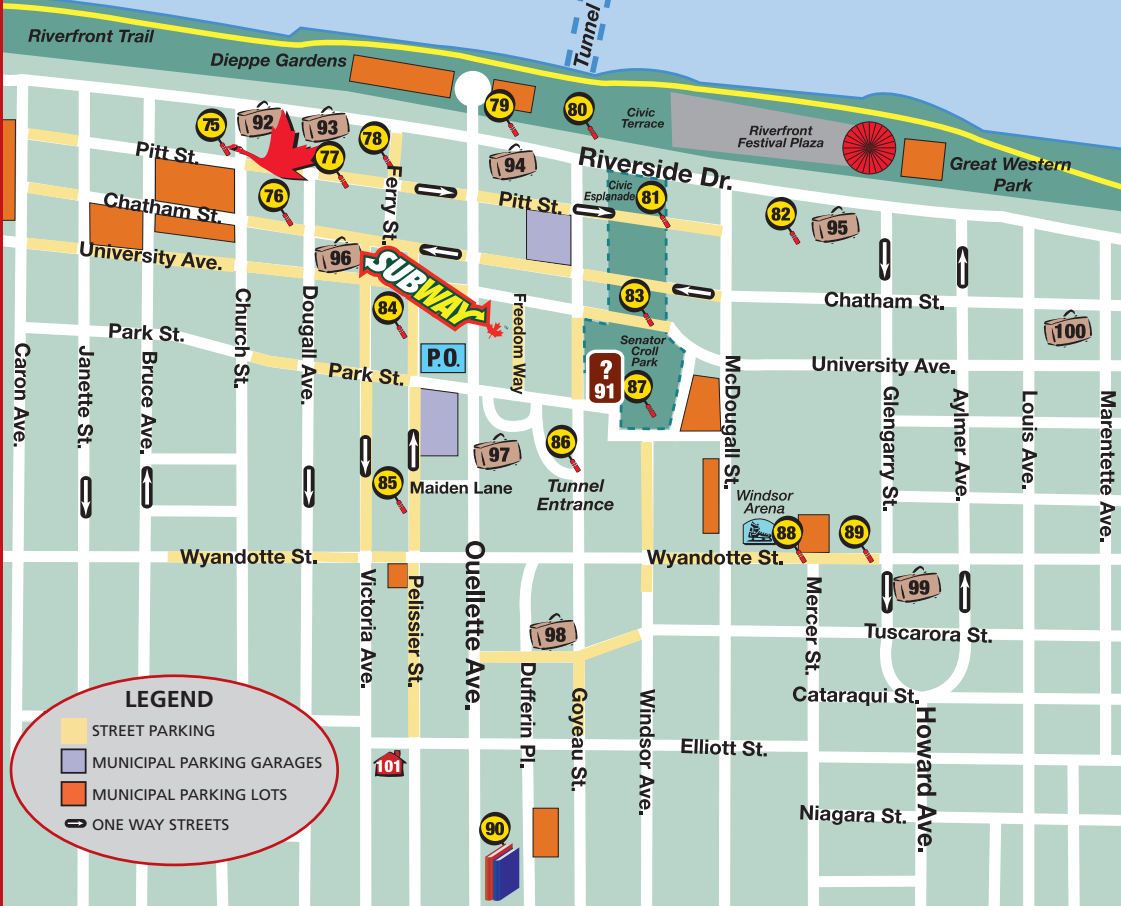 Tunnel
Riverfront Trail
Dieppe Gardens
79
80
Civic
Terrace
Riverfront
Festival Plaza
Great Western
Park
75
92
93
78
77
94
Pitt St.
Riverside Dr.
76
Ferry St.
Pitt St.
Civic
Esplanade
81
82
95
Chatham St.
University Ave.
96
SUBWAY
83
Chatham St.
84
Freedom Way
100
Church St.
Dougall Ave.
Park St.
P.O.
Senator
Croll
Park
?
91
87
University Ave.
Caron Ave.
Janette St.
Bruce Ave.
Park St.
McDougall St.
Glengarry St.
Aylmer Ave.
Louis Ave.
Marentette Ave.
97
86
85
Maiden Lane
Tunnel
Entrance
Windsor
Arena
88
89
Wyandotte St.
Ouellette Ave.
Wyandotte St.
Victoria Ave.
Pelissier St.
98
Mercer St.
99
Tuscarora St.
Dufferin Pl.
Goyeau St.
Windsor Ave.
Cataraqui St.
Howard Ave.
LEGEND
STREET PARKING
MUNICIPAL PARKING GARAGES
MUNICIPAL PARKING LOTS
ONE WAY STREETS
101
Elliott St.
Niagara St.
90